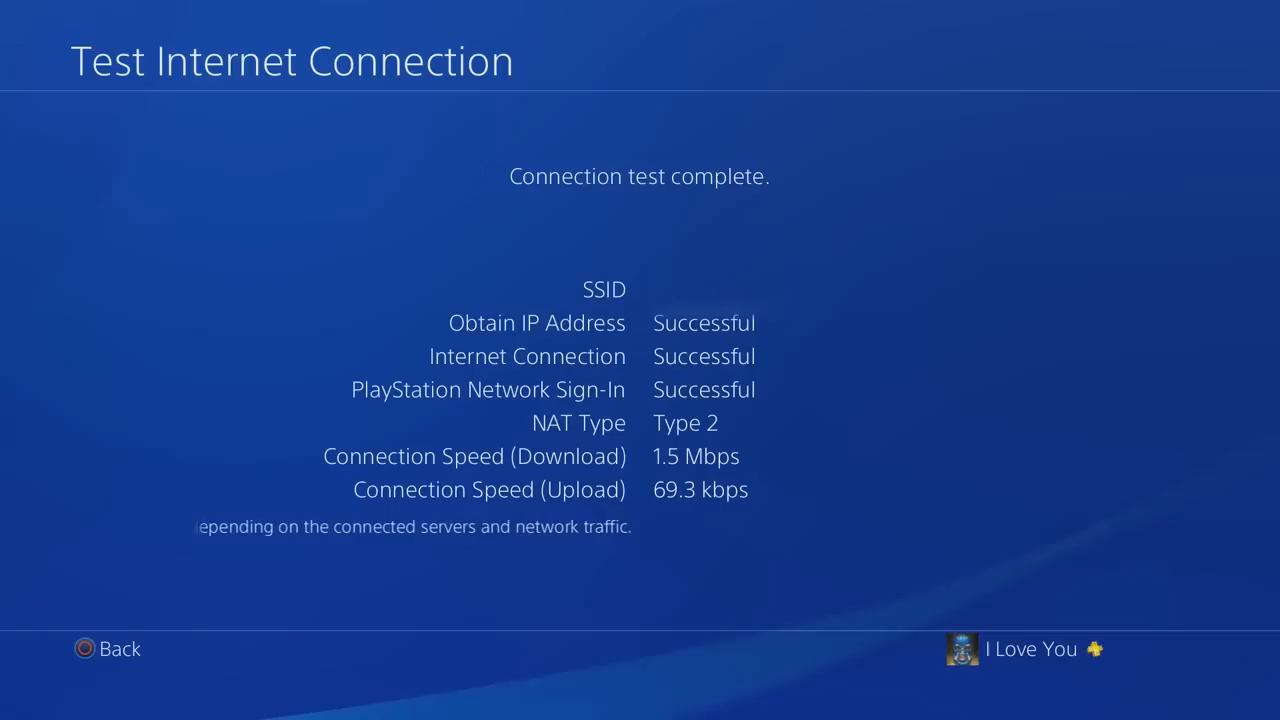 Test Internet Connection
Connection test complete.
SSID
Obtain IP Address Successful
Internet Connection Successful
PlayStation Network Sign-In Successful
NAT Type Type 2
Connection Speed (Download) 1.5 Mbps
Connection Speed (Upload) 69.3 kbps
epending on the connected servers and network traffic.
Back
I Love You